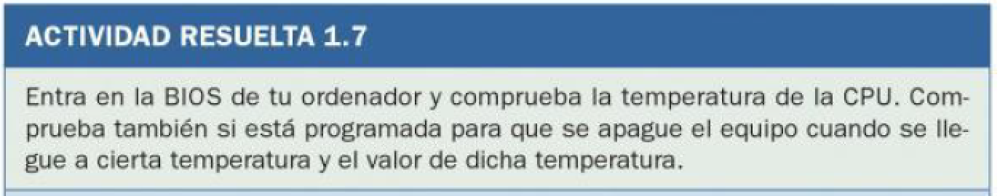 ACTIVIDAD RESUELTA 1.7
Entra en la BIOS de tu ordenador y comprueba la temperatura de la CPU. Com-
prueba también si está programada para que se apague el equipo cuando se lle-
gue a cierta temperatura y el valor de dicha temperatura.